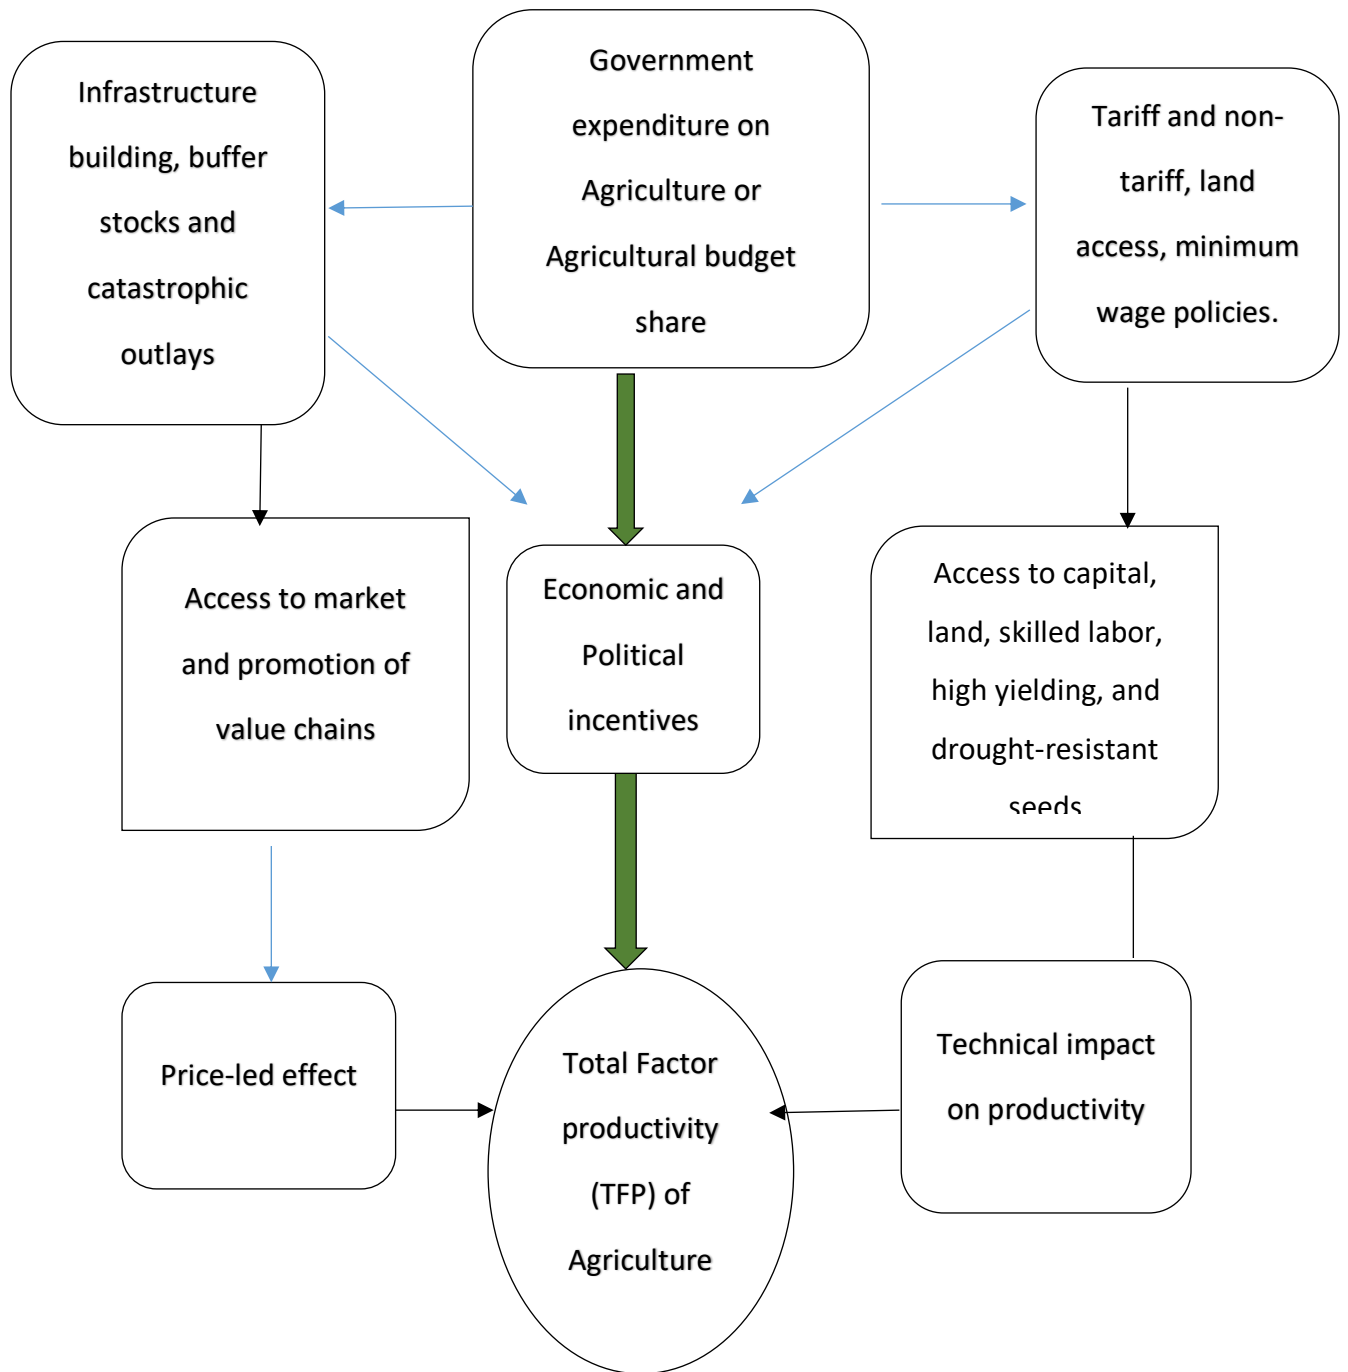 Infrastructure
building, buffer
stocks and
catastrophic
outlays
Government
expenditure on
Agriculture or
Agricultural budget
share
Tariff and non-
tariff, land
access, minimum
wage policies.
Access to market
and promotion of
value chains
Economic and
Political
incentives
Access to capital,
land, skilled labor,
high yielding, and
drought-resistant
seeds
Price-led effect
Total Factor
productivity
(TFP) of
Agriculture
Technical impact
on productivity